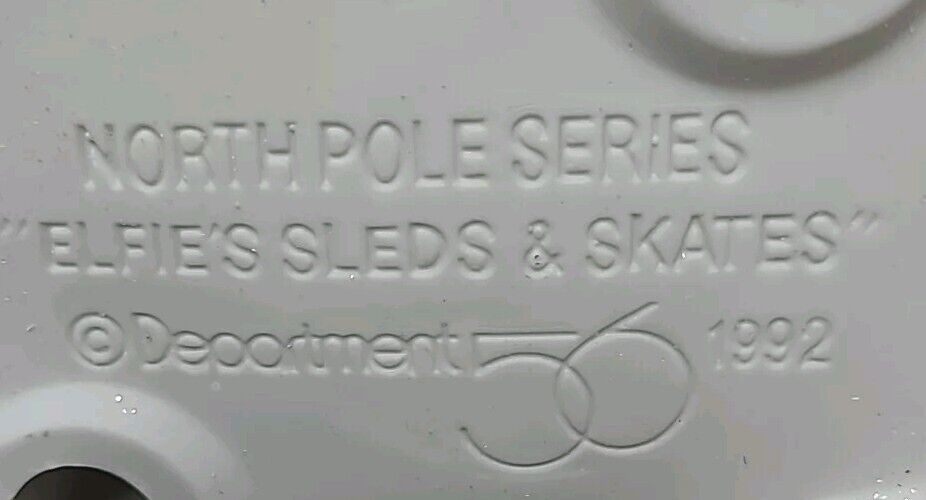 NORTH POLE SERIES
"ELFIE'S SLEDS & SKATES"
©Department 56 1992